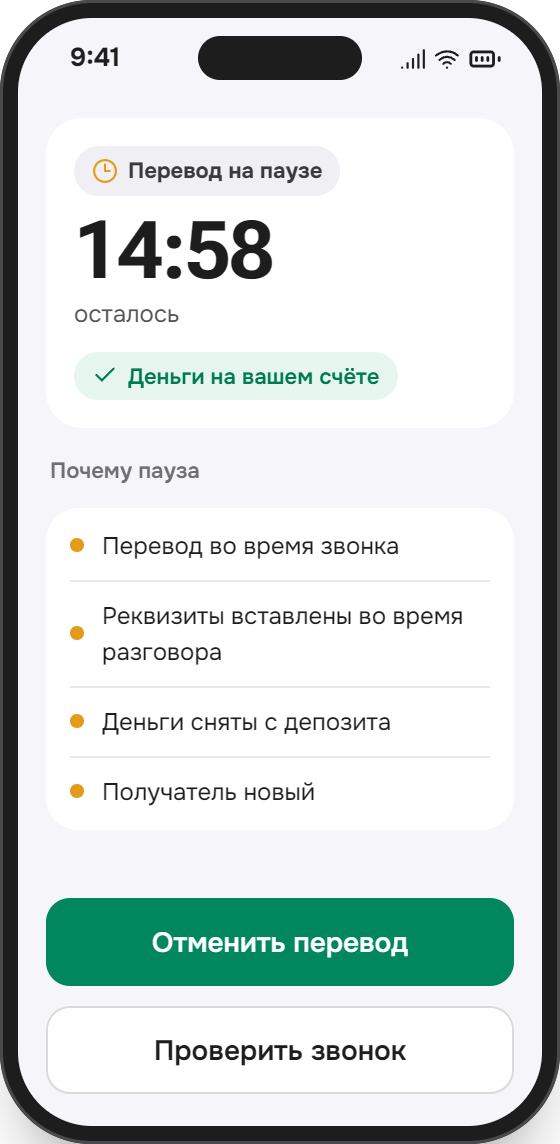 9:41
Перевод на паузе
14:58
осталось
Деньги на вашем счёте
Почему пауза
Перевод во время звонка
Реквизиты вставлены во время
разговора
Деньги сняты с депозита
Получатель новый
Отменить перевод
Проверить звонок